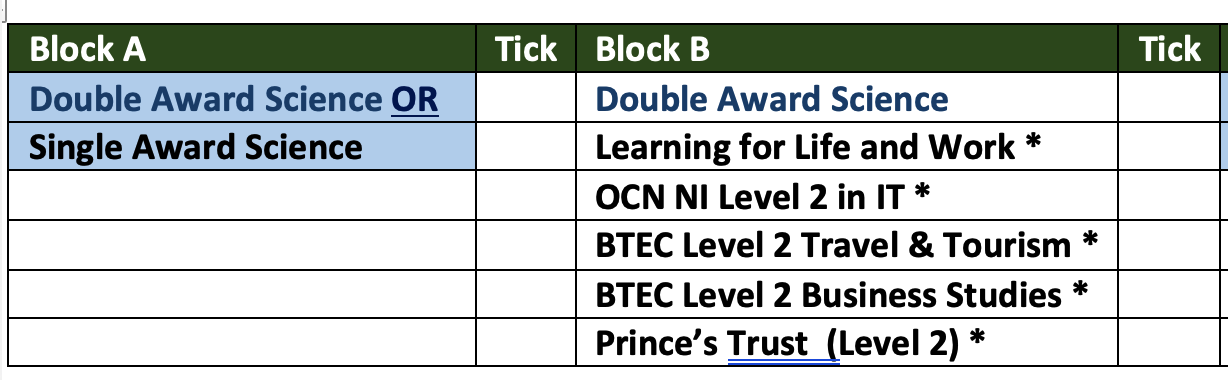 Block A Tick Block B Tick
Double Award Science OR Double Award Science
Single Award Science Learning for Life and Work *
OCN NI Level 2 in IT *
BTEC Level 2 Travel & Tourism *
BTEC Level 2 Business Studies *
Prince’s Trust (Level 2) *